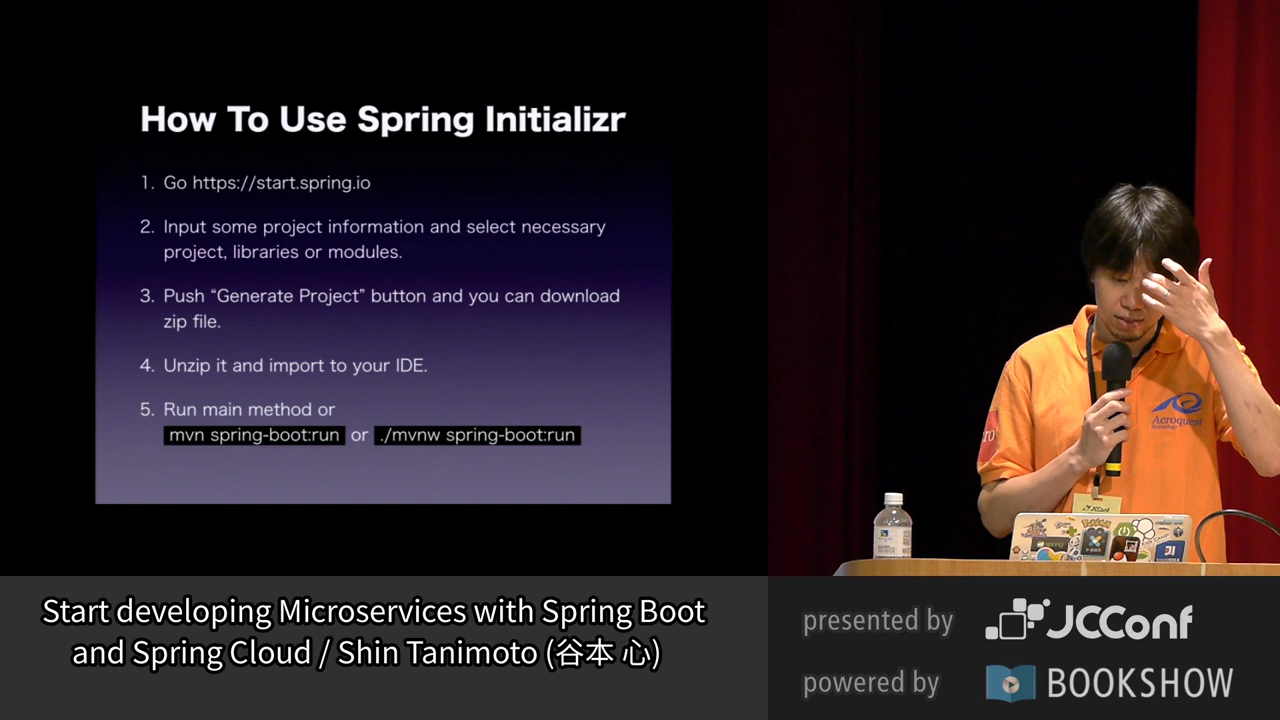 How To Use Spring Initializr
1. Go https://start.spring.io
2. Input some project information and select necessary
project, libraries or modules.
3. Push “Generate Project” button and you can download
zip file.
4. Unzip it and import to your IDE.
5. Run main method or
mvn spring-boot:run or ./mvnw spring-boot:run
Acroquest
Technology
JCConf
spring
Start developing Microservices with Spring Boot
and Spring Cloud / Shin Tanimoto (谷本 心)
presented by JCConf
powered by BOOKSHOW